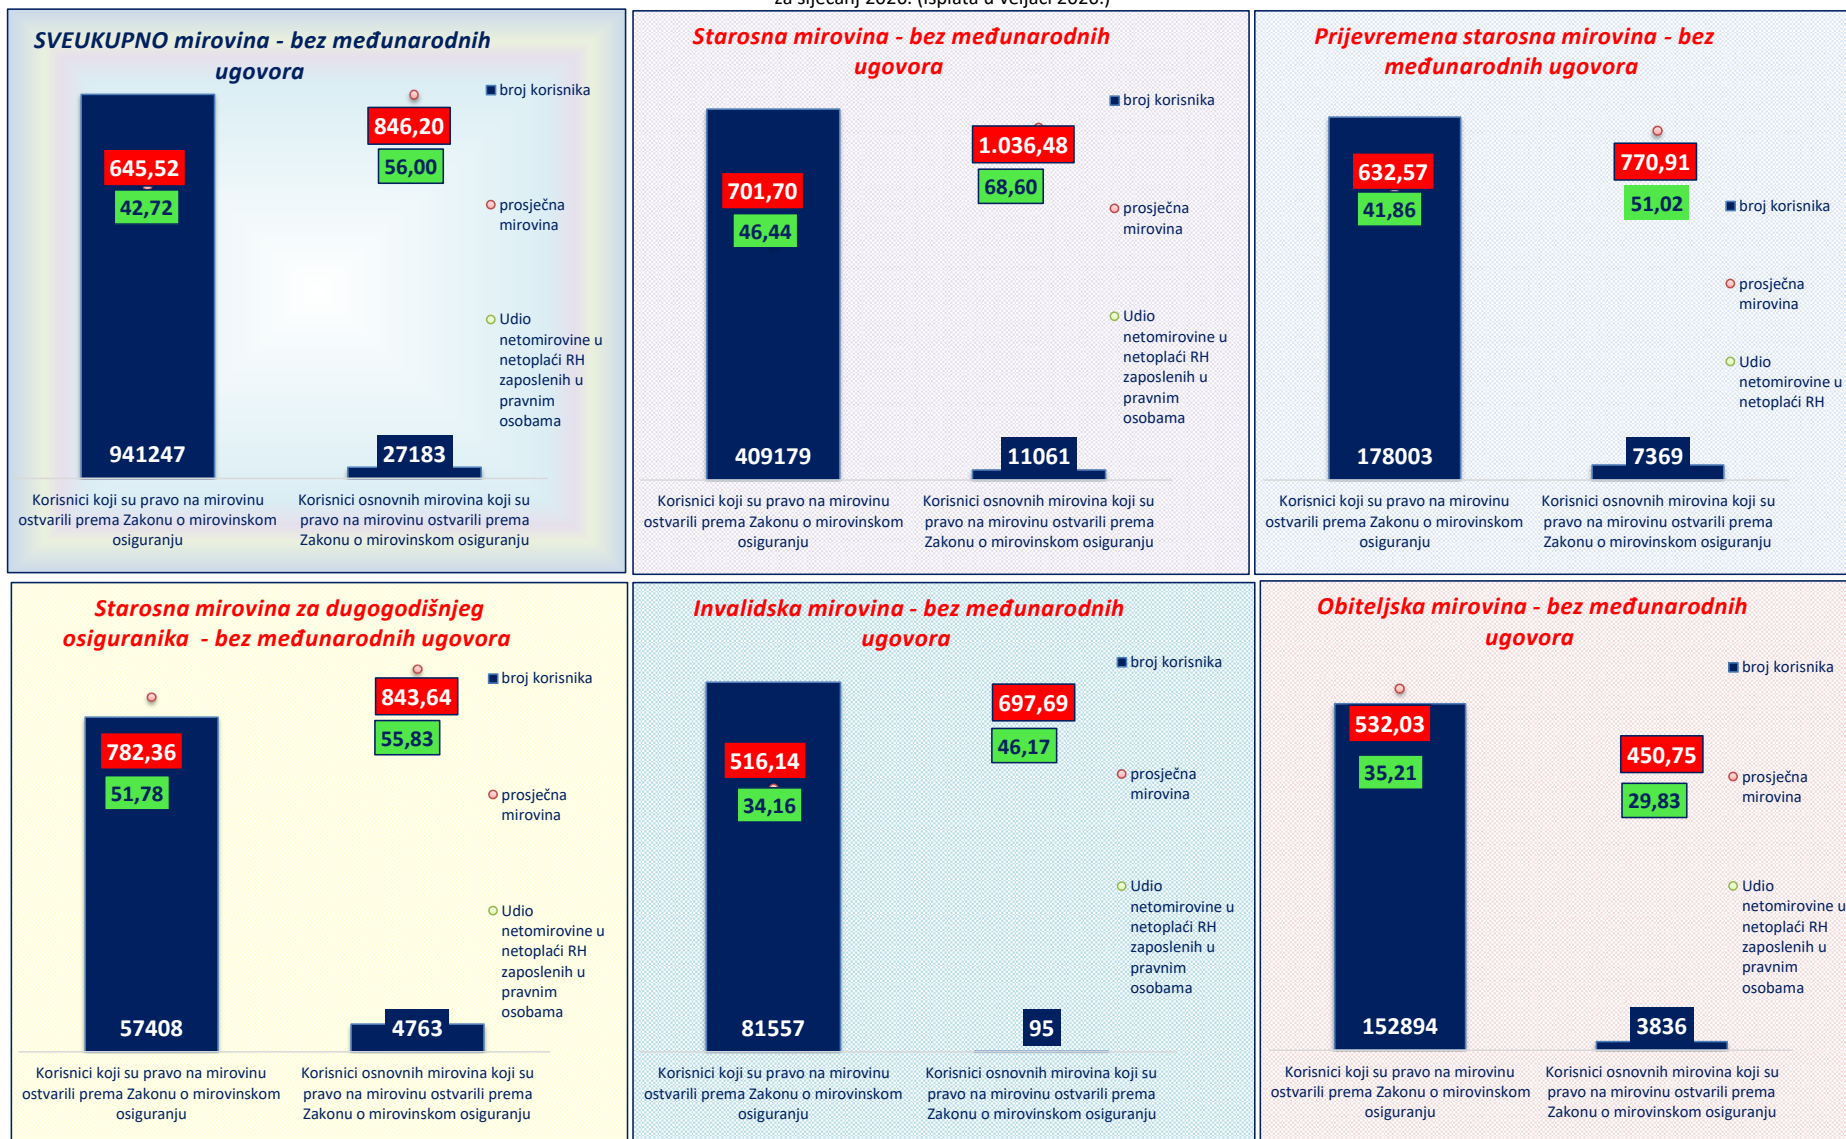 za siječanj 2026. (isplata u veljači 2026.)
SVEUKUPNO mirovina - bez međunarodnih
ugovora
broj korisnika
846,20
56,00
645,52
42,72
prosječna
mirovina
Udio
netomirovine u
netoplaći RH
zaposlenih u
pravnim
osobama
941247
27183
Korisnici koji su pravo na mirovinu
ostvarili prema Zakonu o mirovinskom
osiguranju
Korisnici osnovnih mirovina koji su
pravo na mirovinu ostvarili prema
Zakonu o mirovinskom osiguranju
Starosna mirovina - bez međunarodnih
ugovora
broj korisnika
1.036,48
68,60
701,70
46,44
prosječna
mirovina
Udio
netomirovine u
netoplaći RH
zaposlenih u
pravnim
osobama
409179
11061
Korisnici koji su pravo na mirovinu
ostvarili prema Zakonu o mirovinskom
osiguranju
Korisnici osnovnih mirovina koji su
pravo na mirovinu ostvarili prema
Zakonu o mirovinskom osiguranju
Prijevremena starosna mirovina - bez
međunarodnih ugovora
632,57
41,86
770,91
51,02
broj korisnika
prosječna
mirovina
Udio
netomirovine u
netoplaći RH
178003
7369
Korisnici koji su pravo na mirovinu
ostvarili prema Zakonu o mirovinskom
osiguranju
Korisnici osnovnih mirovina koji su
pravo na mirovinu ostvarili prema
Zakonu o mirovinskom osiguranju
Starosna mirovina za dugogodišnjeg
osiguranika - bez međunarodnih ugovora
broj korisnika
843,64
55,83
782,36
51,78
prosječna
mirovina
Udio
netomirovine u
netoplaći RH
zaposlenih u
pravnim
osobama
57408
4763
Korisnici koji su pravo na mirovinu
ostvarili prema Zakonu o mirovinskom
osiguranju
Korisnici osnovnih mirovina koji su
pravo na mirovinu ostvarili prema
Zakonu o mirovinskom osiguranju
Invalidska mirovina - bez međunarodnih
ugovora
broj korisnika
697,69
46,17
516,14
34,16
prosječna
mirovina
Udio
netomirovine u
netoplaći RH
zaposlenih u
pravnim
osobama
81557
95
Korisnici koji su pravo na mirovinu
ostvarili prema Zakonu o mirovinskom
osiguranju
Korisnici osnovnih mirovina koji su
pravo na mirovinu ostvarili prema
Zakonu o mirovinskom osiguranju
Obiteljska mirovina - bez međunarodnih
ugovora
broj korisnika
532,03
35,21
450,75
29,83
prosječna
mirovina
Udio
netomirovine u
netoplaći RH
zaposlenih u
pravnim
osobama
152894
3836
Korisnici koji su pravo na mirovinu
ostvarili prema Zakonu o mirovinskom
osiguranju
Korisnici osnovnih mirovina koji su
pravo na mirovinu ostvarili prema
Zakonu o mirovinskom osiguranju